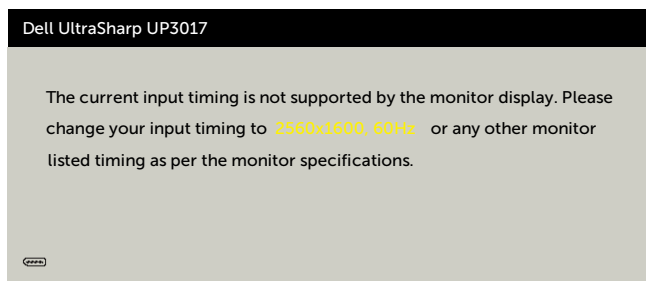 Dell UltraSharp UP3017
The current input timing is not supported by the monitor display. Please
change your input timing to 2560x1600, 60Hz or any other monitor
listed timing as per the monitor specifications.